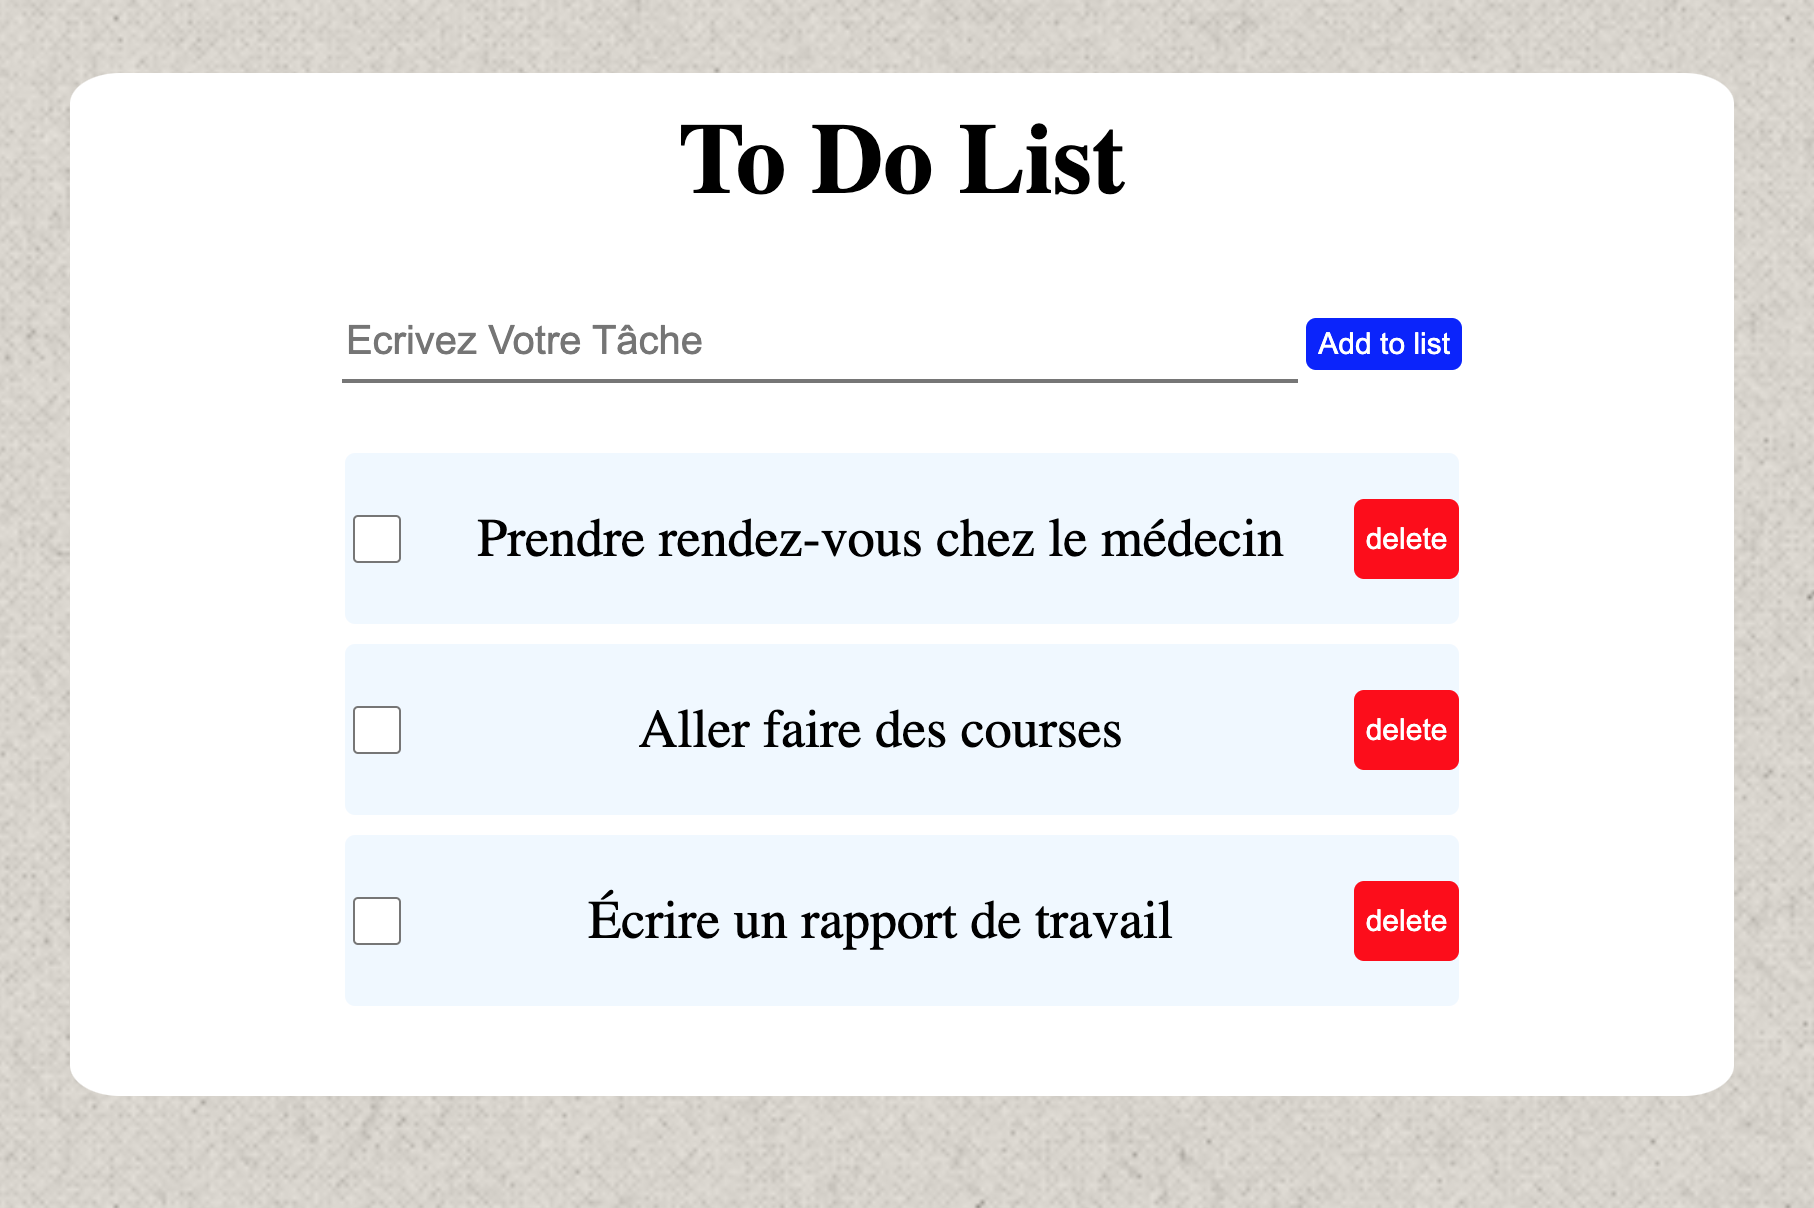 To Do List
Ecrivez Votre Tâche
Add to list
Prendre rendez-vous chez le médecin
delete
Aller faire des courses
delete
Écrire un rapport de travail
delete